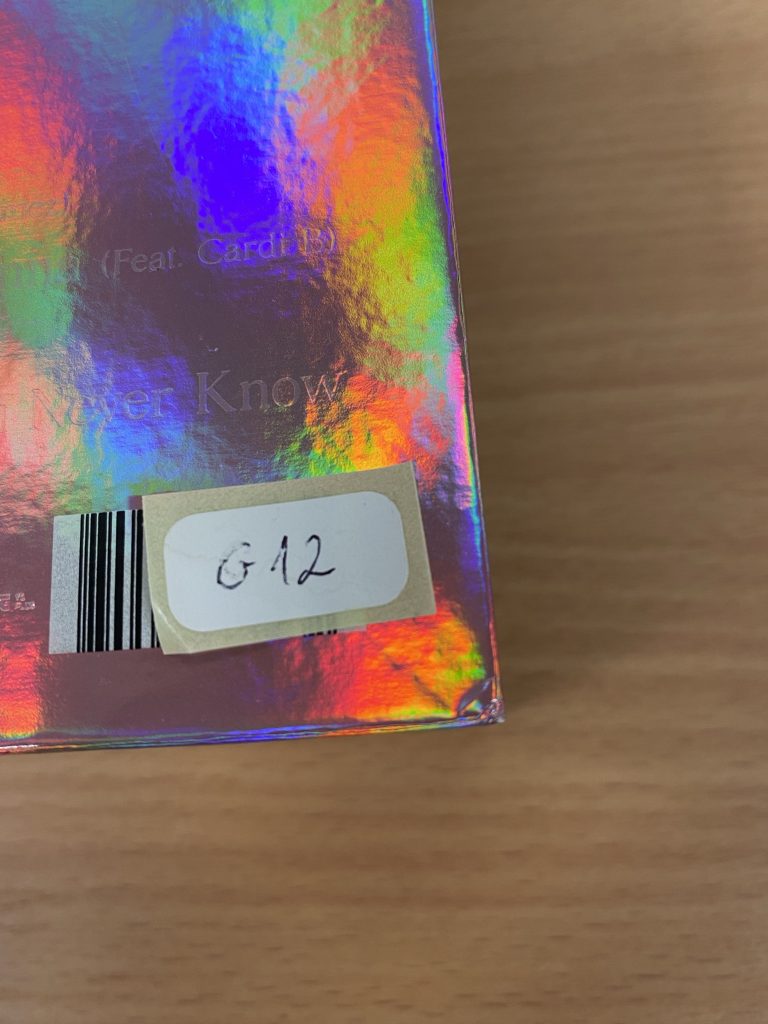 (Feat. Cardi B)
Never Know
G12